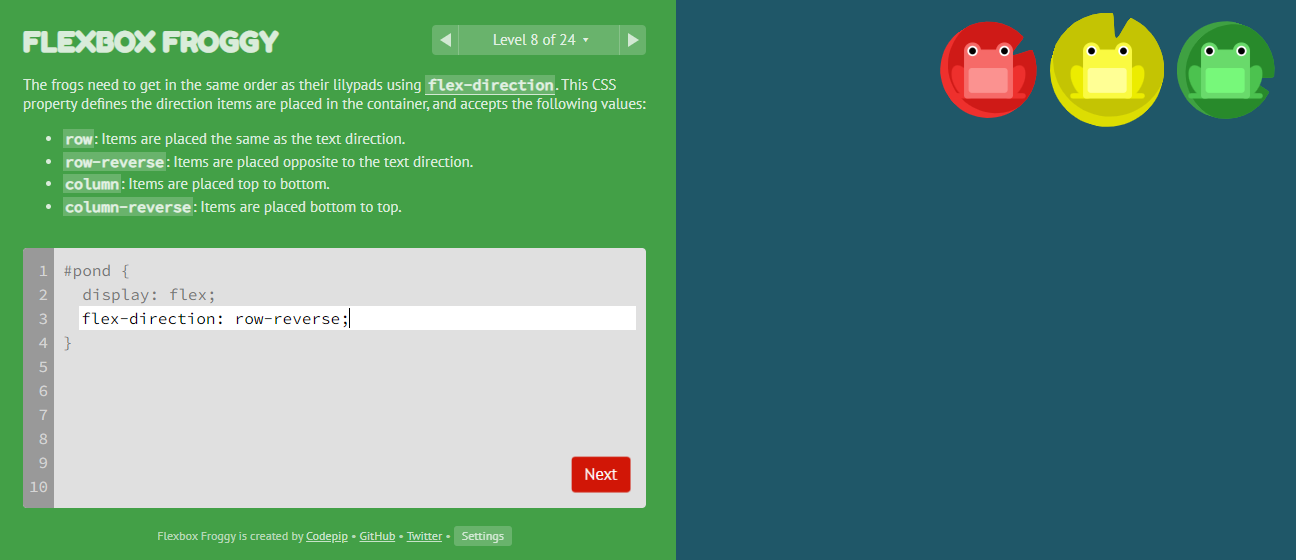 FLEXBOX FROGGY
Level 8 of 24
The frogs need to get in the same order as their lilypads using flex-direction. This CSS
property defines the direction items are placed in the container, and accepts the following values:
• row: Items are placed the same as the text direction.
• row-reverse: Items are placed opposite to the text direction.
• column: Items are placed top to bottom.
• column-reverse: Items are placed bottom to top.
1 #pond {
2 display: flex;
3 flex-direction: row-reverse;
4 }
5
6
7
8
9
10
Next
Flexbox Froggy is created by Codepip • GitHub • Twitter • Settings